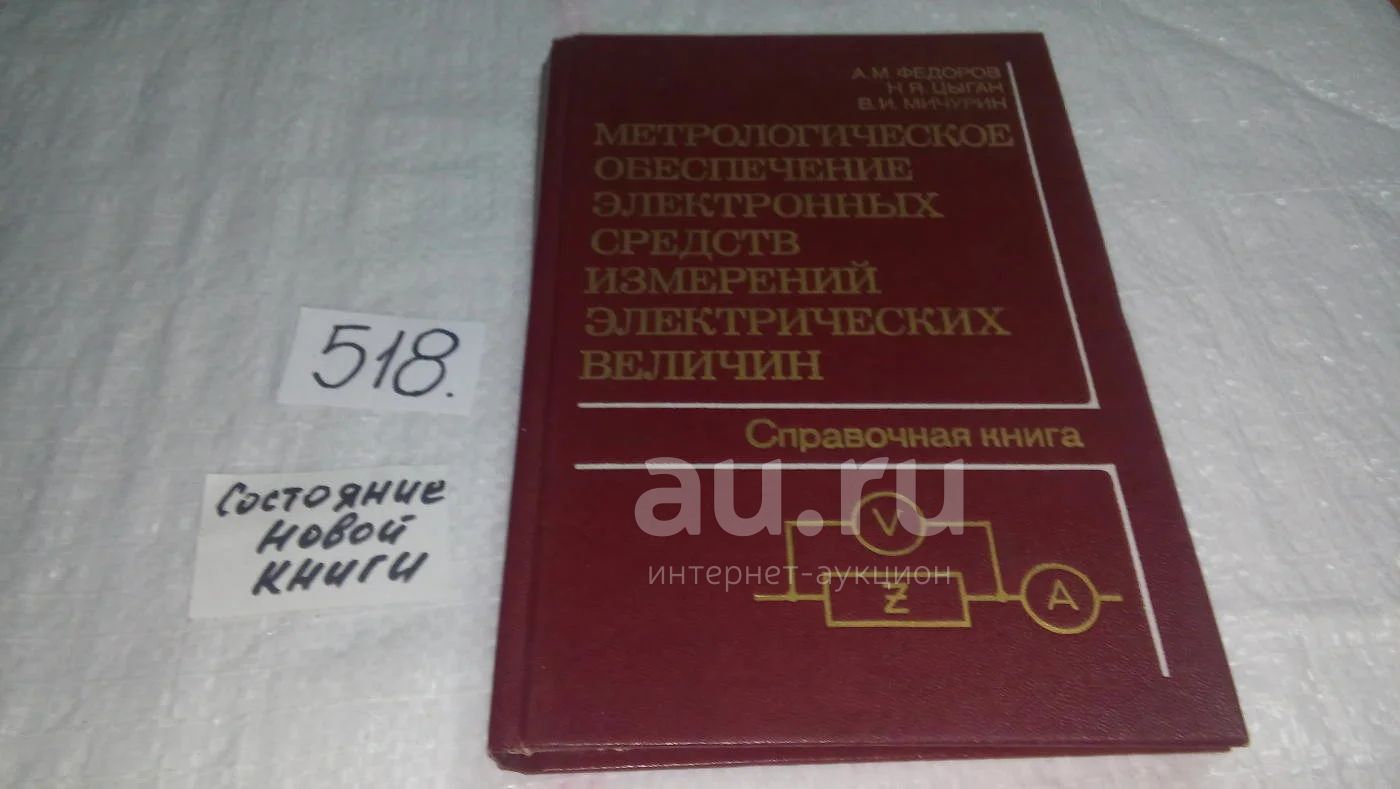 А.М. ФЕДОРОВ
Н.Я. ЦЫГАН
В.И. МИЧУРИН
МЕТРОЛОГИЧЕСКОЕ
ОБЕСПЕЧЕНИЕ
ЭЛЕКТРОННЫХ
СРЕДСТВ
ИЗМЕРЕНИЙ
ЭЛЕКТРИЧЕСКИХ
ВЕЛИЧИН
Справочная книга
V
Z
A
518.
Состояние
новой
книги
au.ru
интернет-аукцион